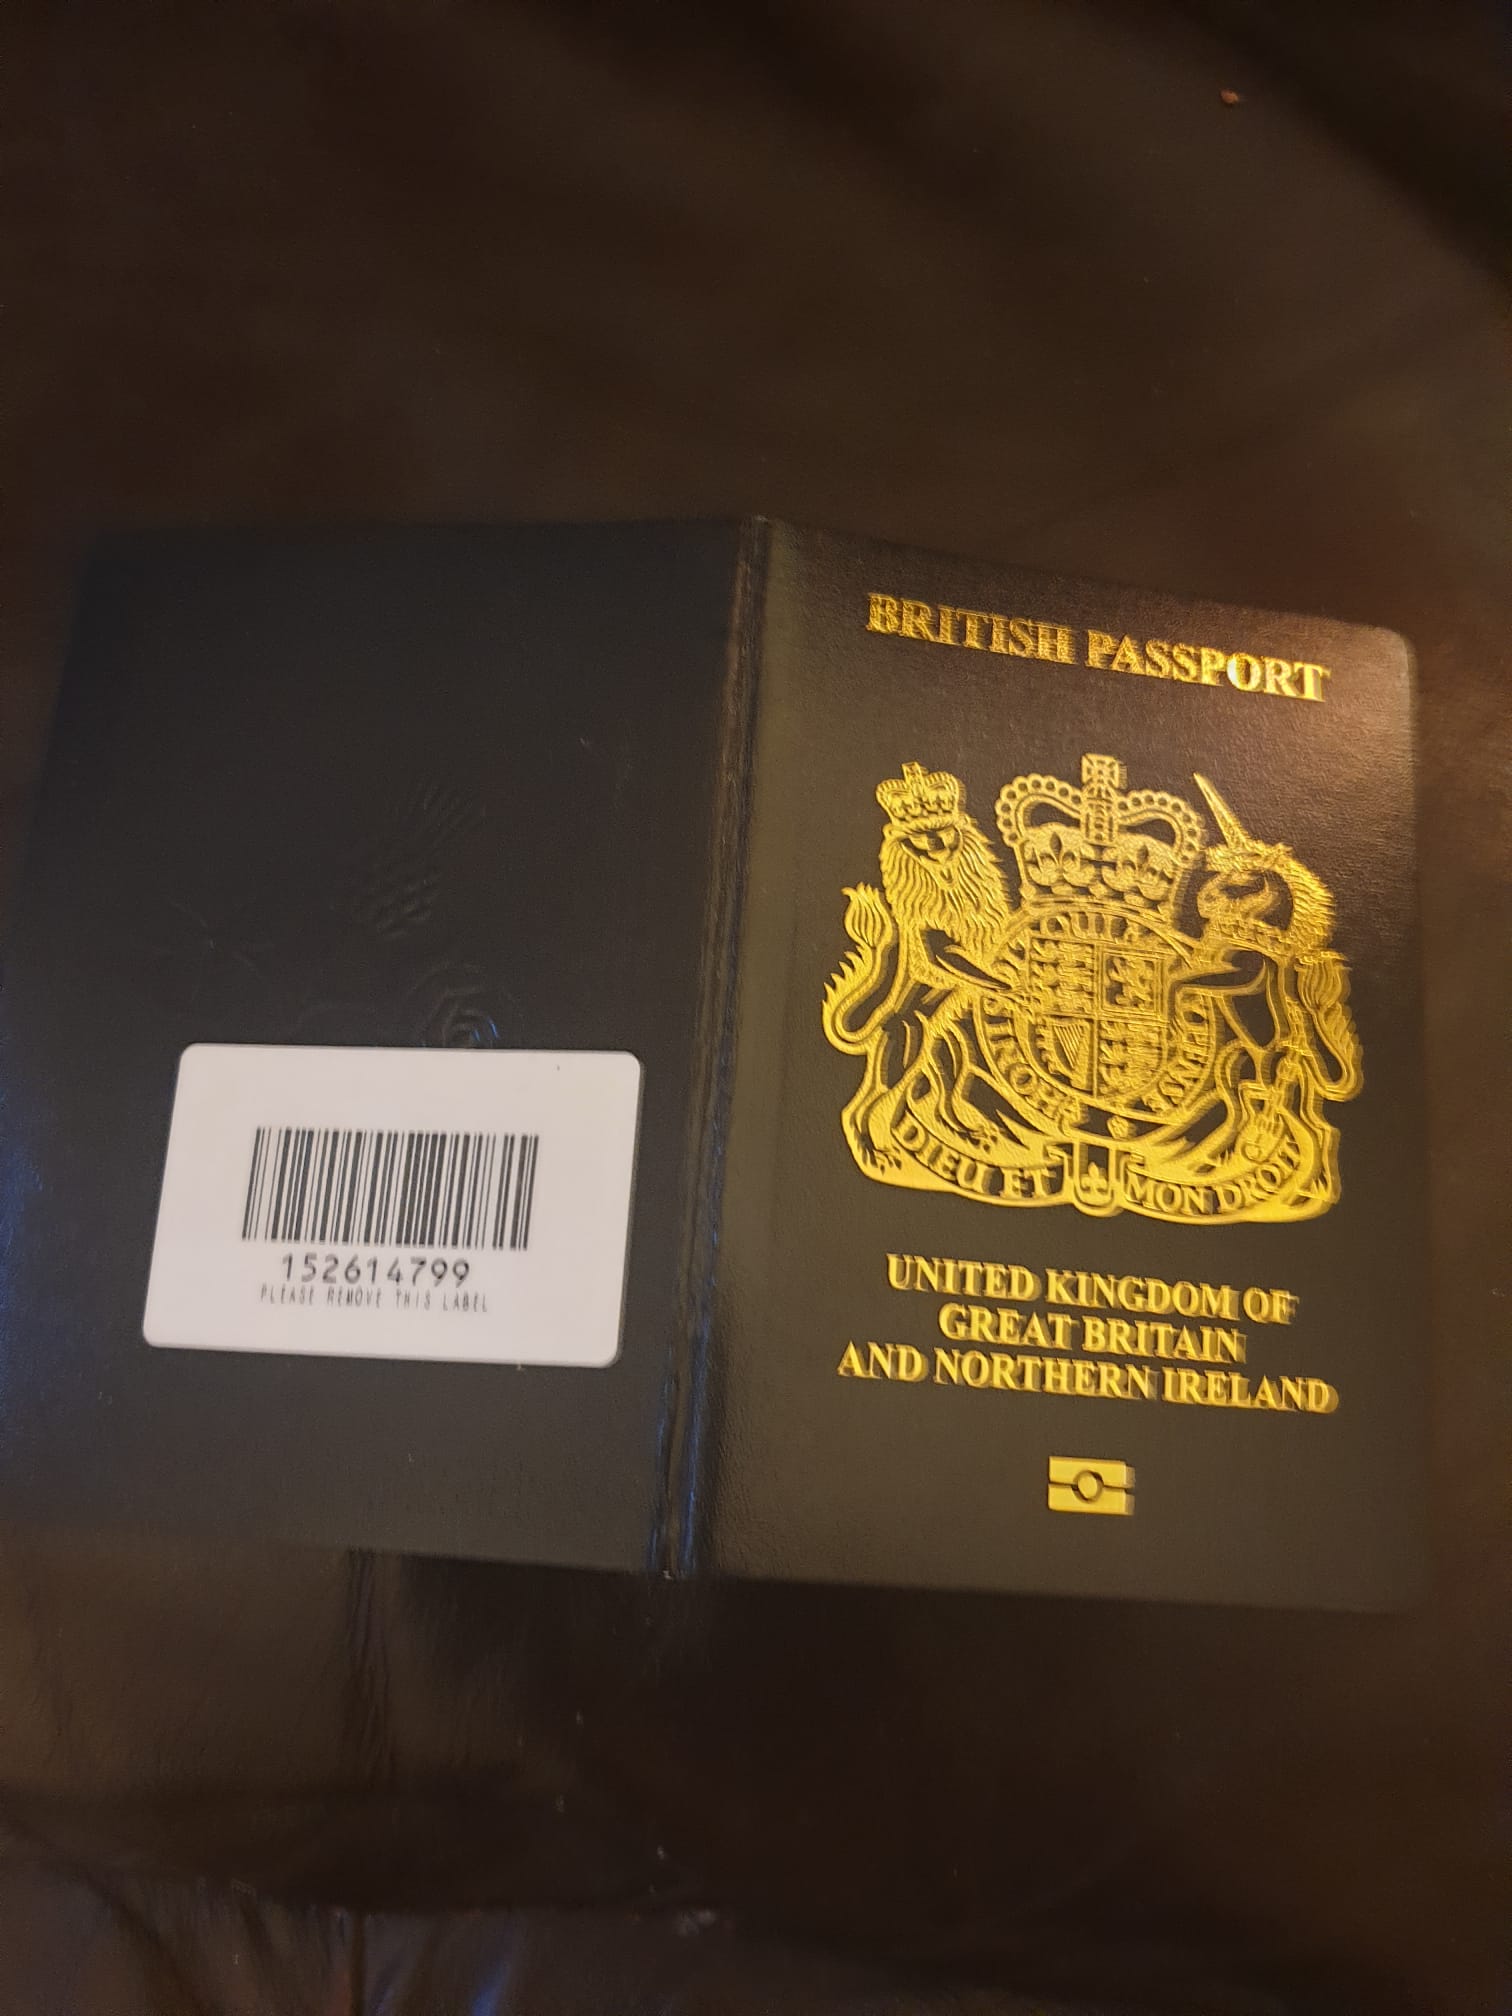 152614799
PLEASE REMOVE THIS LABEL
BRITISH PASSPORT
DIEU ET MON DROIT
UNITED KINGDOM OF
GREAT BRITAIN
AND NORTHERN IRELAND